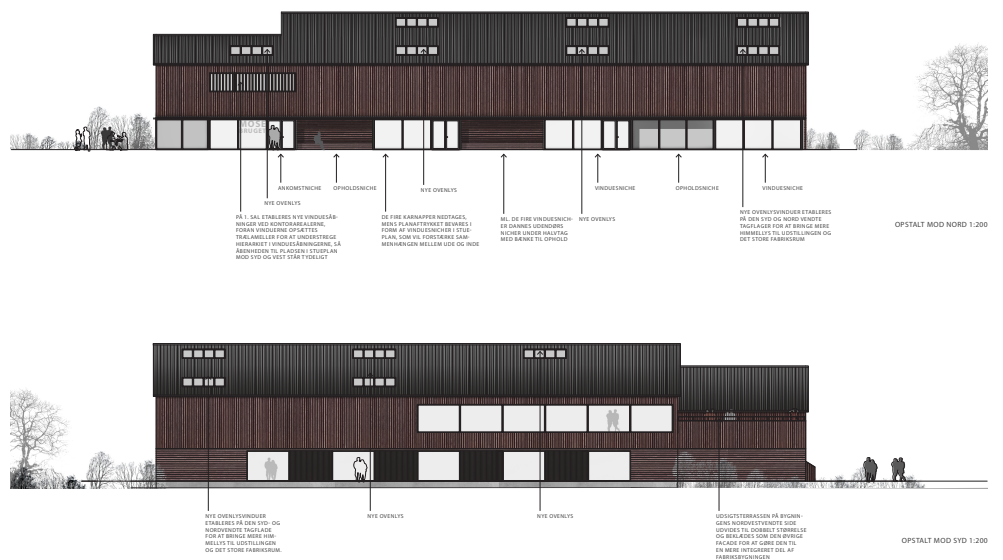 MOSE
BRUGET
ANKOMSTNICHE
OPHOLDSNICHE
NYE OVENLYS
VINDUESNICHE
OPHOLDSNICHE
VINDUESNICHE
NYE OVENLYS
PÅ 1. SAL ETABLERES NYE VINDUESÅB-
NINGER VED KONTORAREALERNE,
FORAN VINDUERNE OPSÆTTES
TRÆLAMELLER FOR AT UNDERSTREGE
HIERARKIET I VINDUESÅBNINGERNE, SÅ
ÅBENHEDEN TIL PLADSEN I STUEPLAN
MOD SYD OG VEST STÅR TYDELIGT
DE FIRE KARNAPPER NEDTAGES,
MENS PLANAFTRYKKET BEVARES I
FORM AF VINDUESNICHER I STUE-
PLAN, SOM VIL FORSTÆRKE SAM-
MENHÆNGEN MELLEM UDE OG INDE
ML. DE FIRE VINDUESNICH-
ER DANNES UDENDØRS
NICHER UNDER HALVTAG
MED BÆNKE TIL OPHOLD
NYE OVENLYS
NYE OVENLYSVINDUER ETABLERES
PÅ DEN SYD OG NORD VENDTE
TAGFLAGER FOR AT BRINGE MERE
HIMMELLYS TIL UDSTILLINGEN OG
DET STORE FABRIKSRUM
OPSTALT MOD NORD 1:200
NYE OVENLYSVINDUER
ETABLERES PÅ DEN SYD- OG
NORDVENDTE TAGFLADE
FOR AT BRINGE MERE HIM-
MELLYS TIL UDSTILLINGEN
OG DET STORE FABRIKSRUM.
NYE OVENLYS
NYE OVENLYS
UDSIGTSTERRASSEN PÅ BYGNIN-
GENS NORDVESTVENDTE SIDE
UDVIDES TIL DOBBELT STØRRELSE
OG BEKLÆDES SOM DEN ØVRIGE
FACADE FOR AT GØRE DEN TIL
EN MERE INTEGRERET DEL AF
FABRIKSBYGNINGEN
OPSTALT MOD SYD 1:200